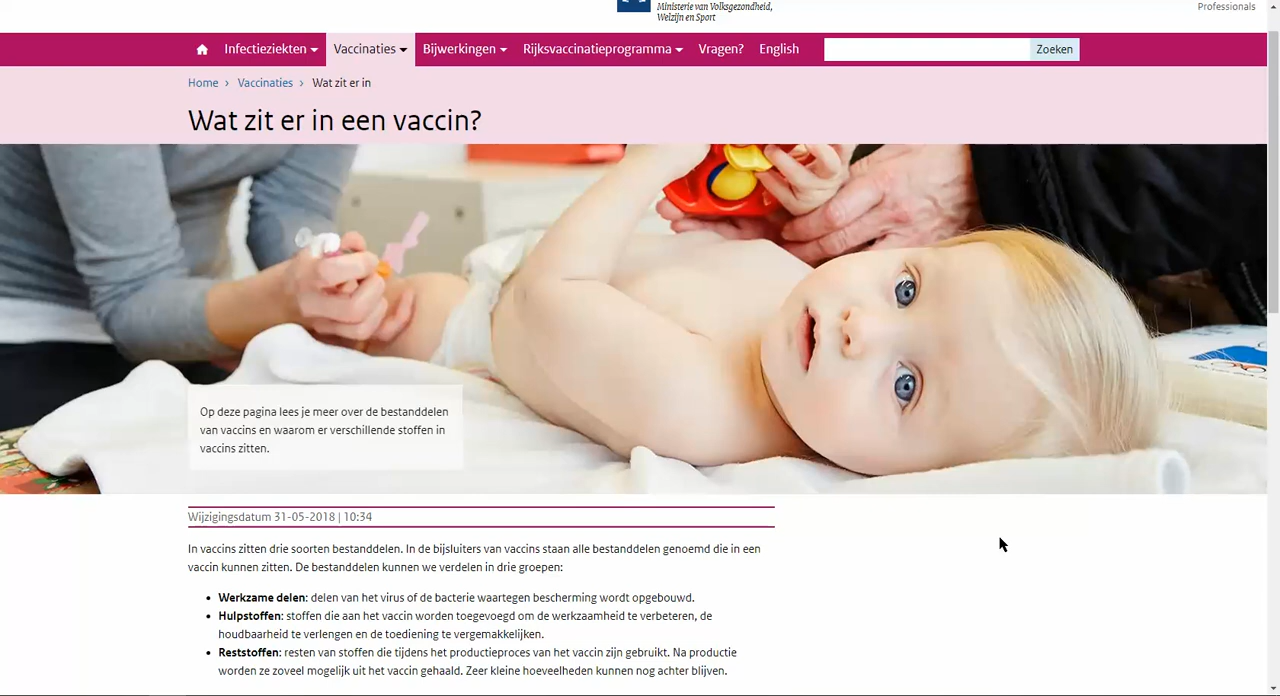 Ministerie van Volksgezondheid,
Welzijn en Sport
Professionals
Infectieziekten Vaccinaties Bijwerkingen Rijksvaccinatieprogramma Vragen? English Zoeken
Home › Vaccinaties › Wat zit er in
Wat zit er in een vaccin?
Op deze pagina lees je meer over de bestanddelen
van vaccins en waarom er verschillende stoffen in
vaccins zitten.
Wijzigingsdatum 31-05-2018 | 10:34
In vaccins zitten drie soorten bestanddelen. In de bijsluiters van vaccins staan alle bestanddelen genoemd die in een
vaccin kunnen zitten. De bestanddelen kunnen we verdelen in drie groepen:
• Werkzame delen: delen van het virus of de bacterie waartegen bescherming wordt opgebouwd.
• Hulpstoffen: stoffen die aan het vaccin worden toegevoegd om de werkzaamheid te verbeteren, de
houdbaarheid te verlengen en de toediening te vergemakkelijken.
• Reststoffen: resten van stoffen die tijdens het productieproces van het vaccin zijn gebruikt. Na productie
worden ze zoveel mogelijk uit het vaccin gehaald. Zeer kleine hoeveelheden kunnen nog achter blijven.